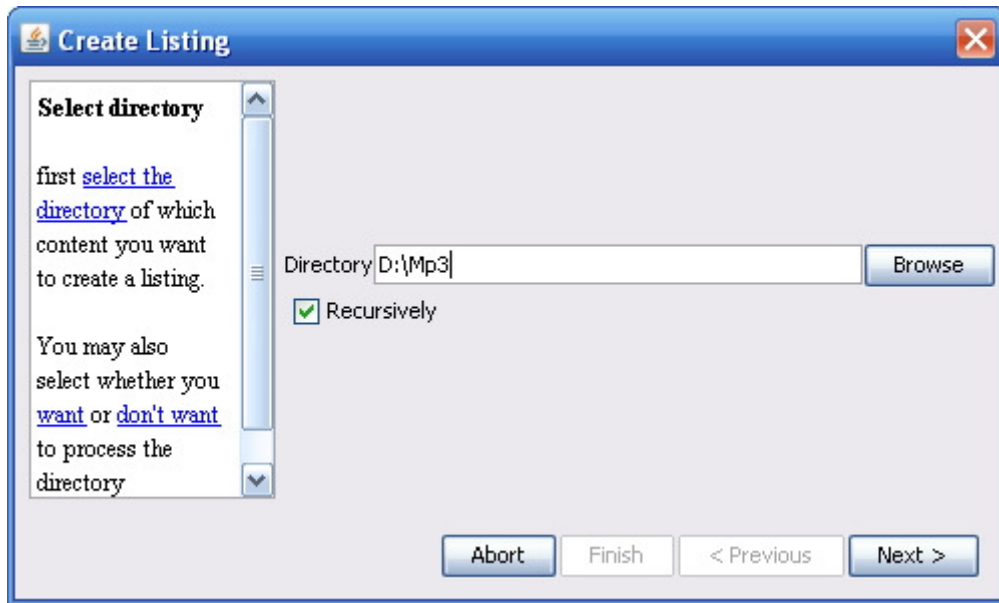 Create Listing
Select directory
first select the
directory of which
content you want
to create a listing.
You may also
select whether you
want or don't want
to process the
directory
Directory D:\Mp3 Browse
Recursively
Abort Finish < Previous Next >